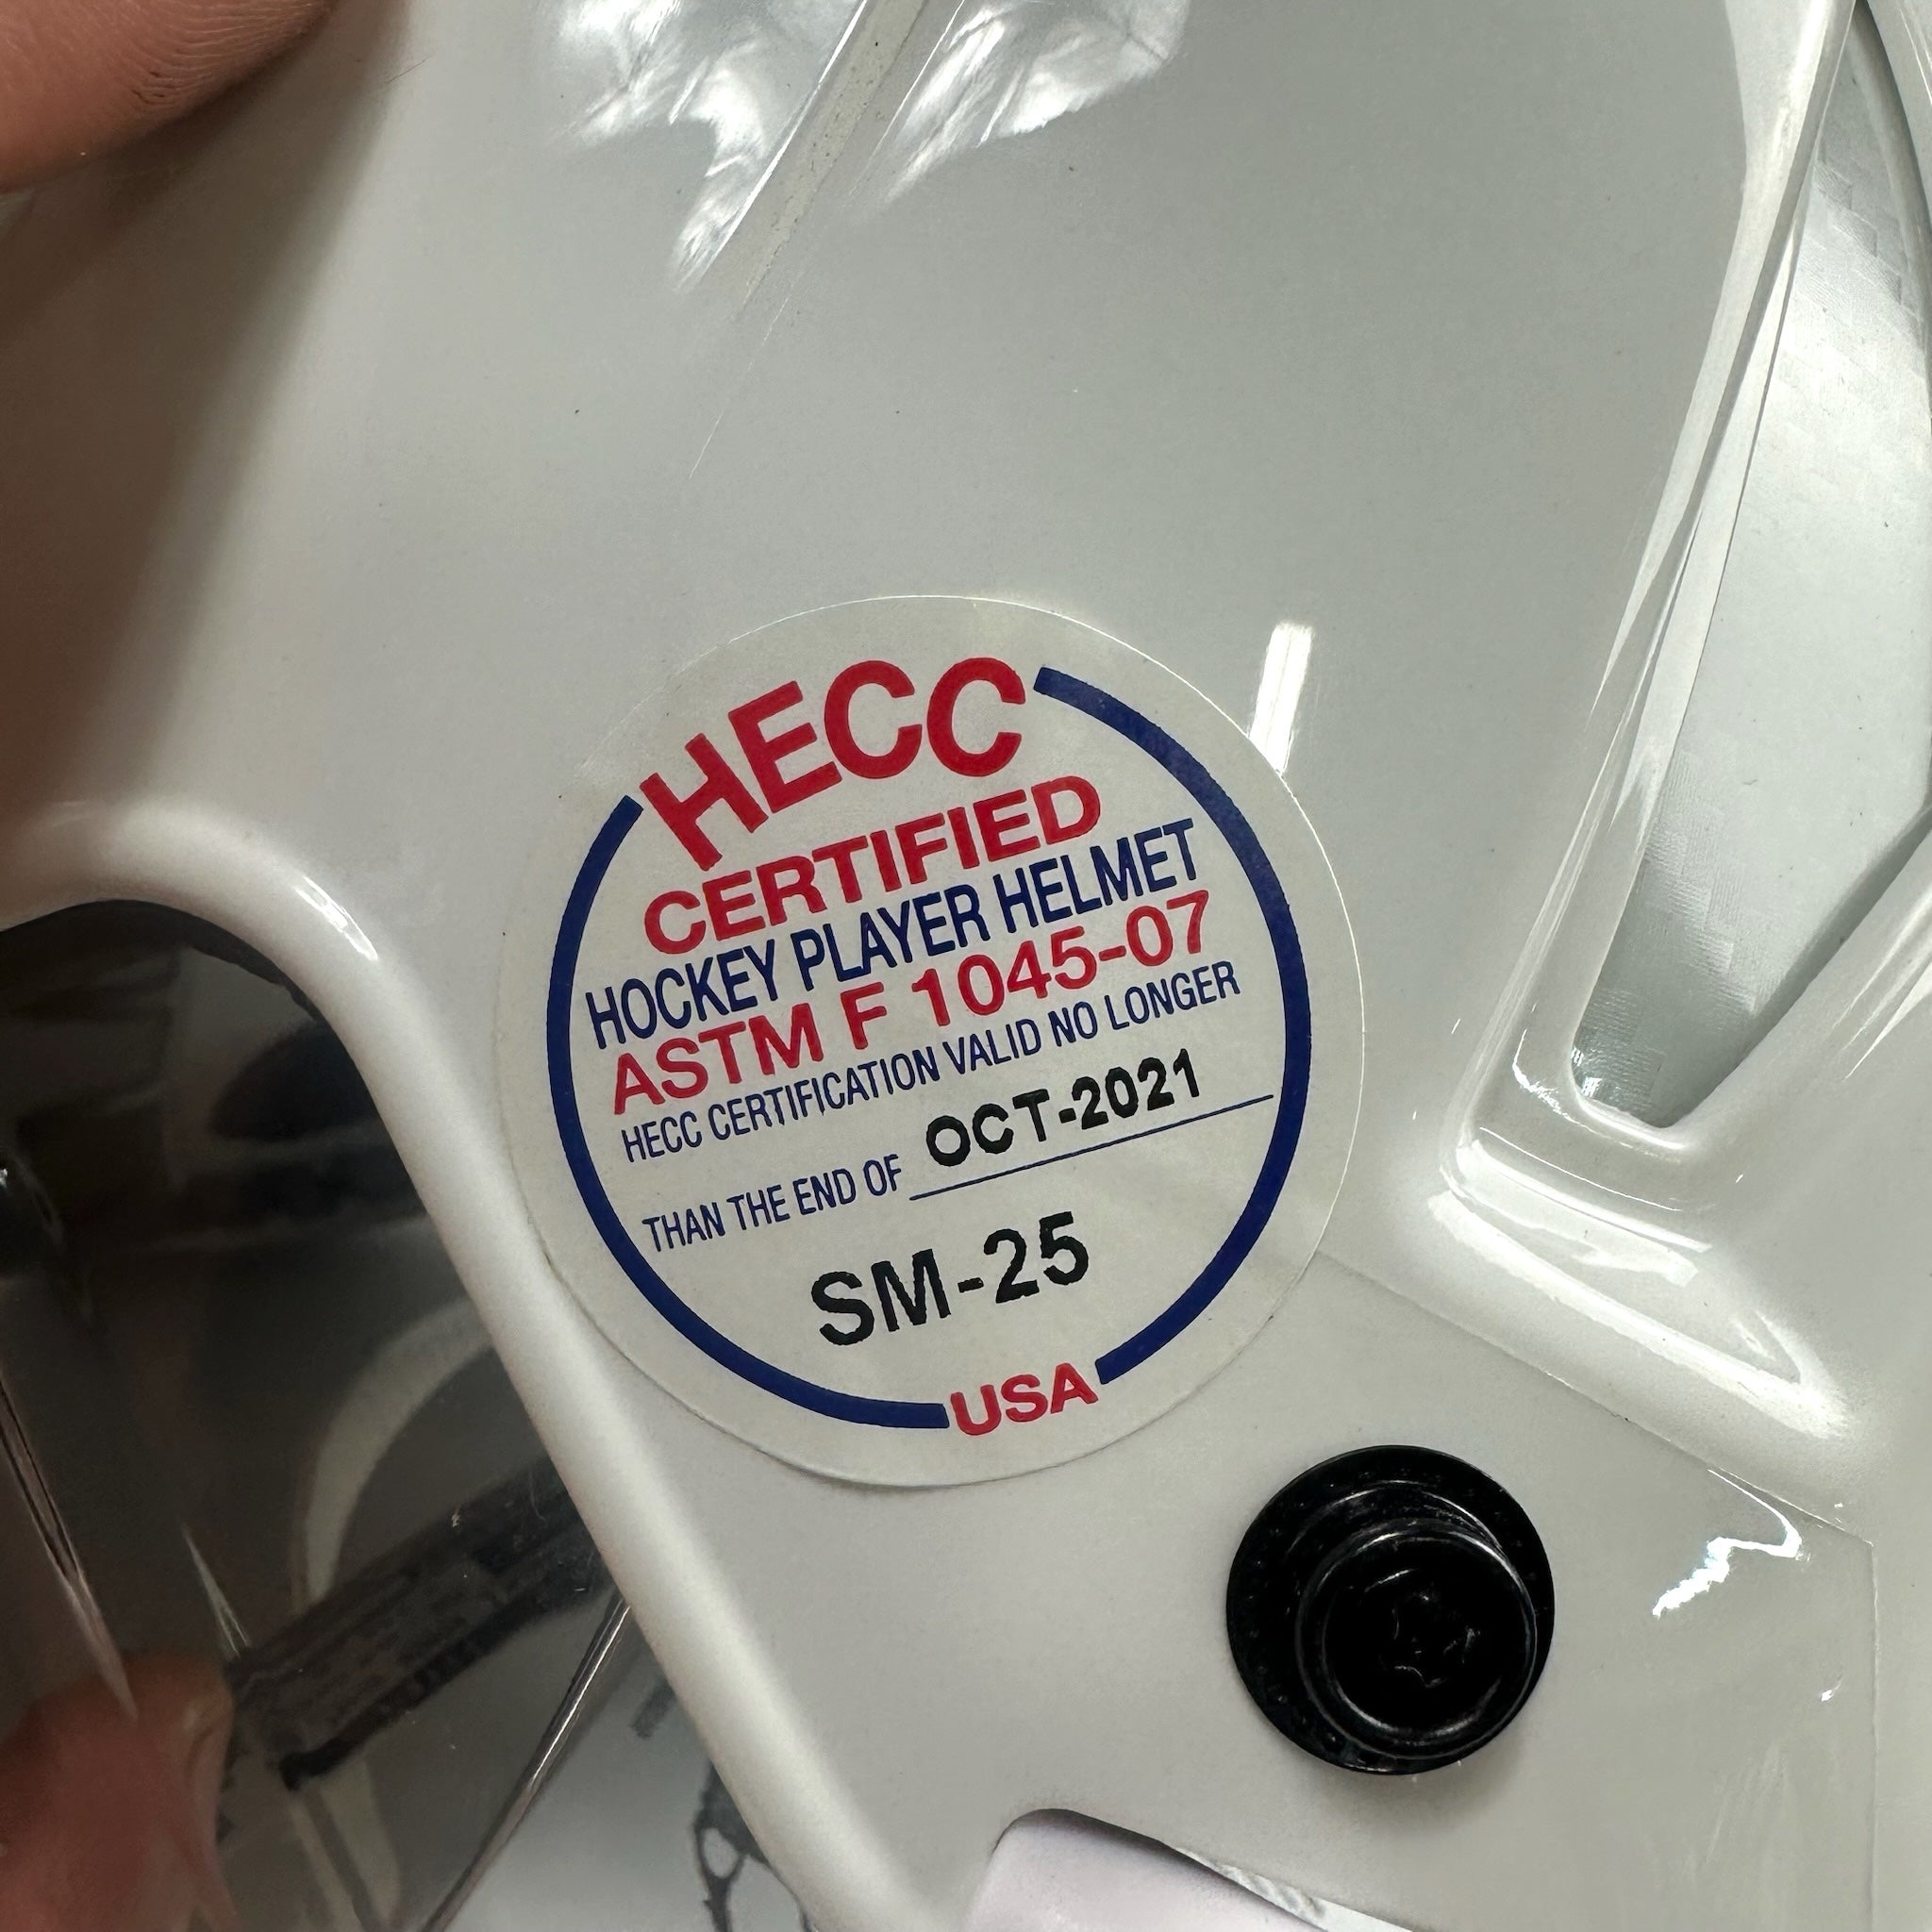 HECC
CERTIFIED
HOCKEY PLAYER HELMET
ASTM F 1045-07
HECC CERTIFICATION VALID NO LONGER
THAN THE END OF OCT-2021
SM-25
USA